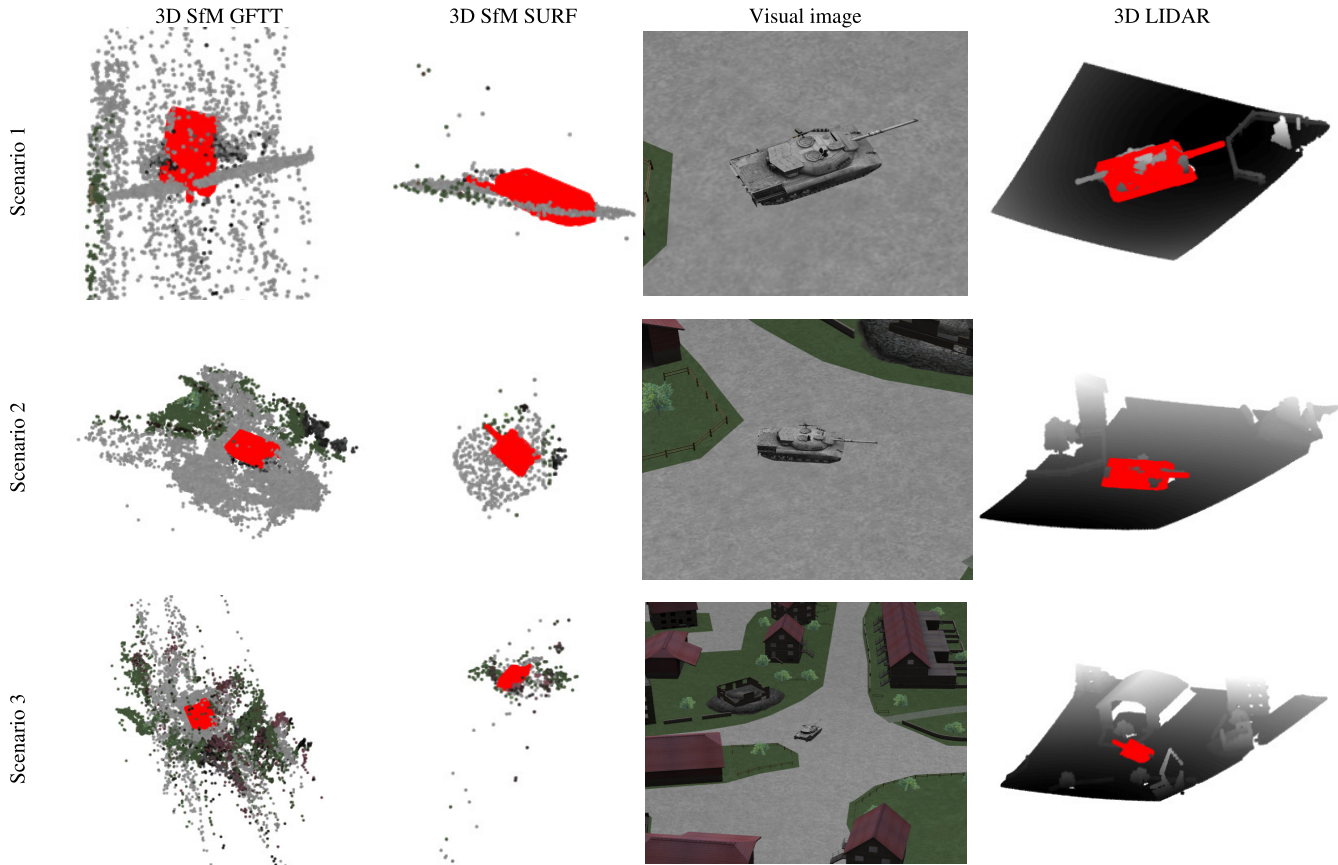 3D SfM GFTT
3D SfM SURF
Visual image
3D LIDAR
Scenario 1
Scenario 2
Scenario 3